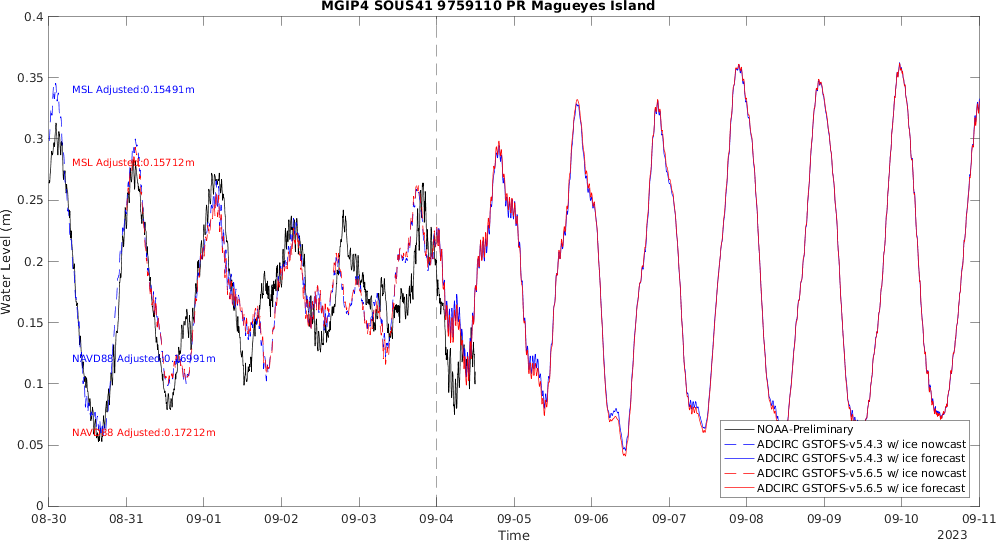 MGIP4 SOUS41 9759110 PR Magueyes Island
0.4
0.35
0.3
0.25
0.2
0.15
0.1
0.05
0
Water Level (m)
MSL Adjusted:0.15491m
MSL Adjusted:0.15712m
NAVD88 Adjusted:0.16991m
NAVD88 Adjusted:0.17212m
NOAA-Preliminary
ADCIRC GSTOFS-v5.4.3 w/ ice nowcast
ADCIRC GSTOFS-v5.4.3 w/ ice forecast
ADCIRC GSTOFS-v5.6.5 w/ ice nowcast
ADCIRC GSTOFS-v5.6.5 w/ ice forecast
08-30 08-31 09-01 09-02 09-03 09-04 09-05 09-06 09-07 09-08 09-09 09-10 09-11
Time
2023